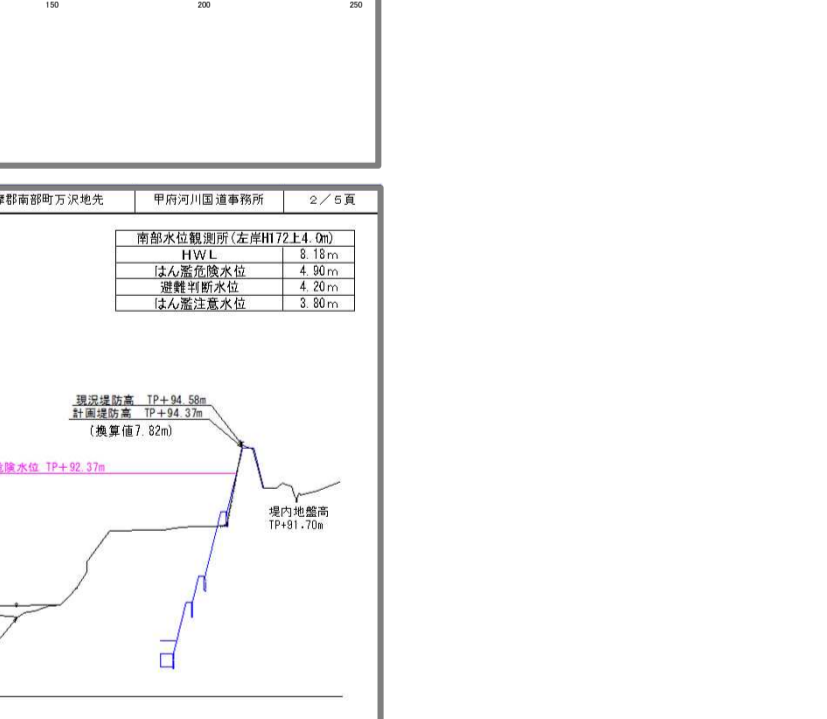 150 200 250
郡南部町万沢地先 甲府河川国道事務所 2/5頁
南部水位観測所(左岸H172上4.0m)
HWL 8.18m
はん濫危険水位 4.90m
避難判断水位 4.20m
はん濫注意水位 3.80m
現況堤防高 TP+94.58m
計画堤防高 TP+94.37m
(換算値7.82m)
険水位 TP+92.37m
堤内地盤高
TP+91.70m